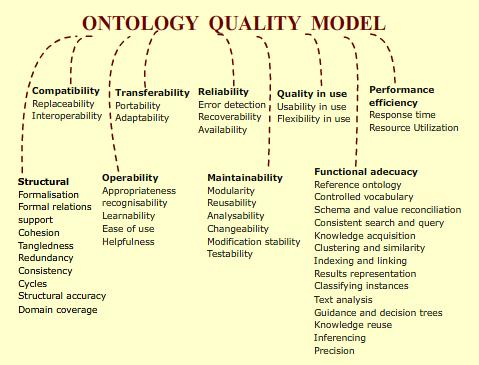 ONTOLOGY QUALITY MODEL
Compatibility
Replaceability
Interoperability
Transferability
Portability
Adaptability
Reliability
Error detection
Recoverability
Availability
Quality in use
Usability in use
Flexibility in use
Performance
efficiency
Response time
Resource Utilization
Structural
Formalisation
Formal relations
support
Cohesion
Tangledness
Redundancy
Consistency
Cycles
Structural accuracy
Domain coverage
Operability
Appropriateness
recognisability
Learnability
Ease of use
Helpfulness
Maintainability
Modularity
Reusability
Analysability
Changeability
Modification stability
Testability
Functional adecuacy
Reference ontology
Controlled vocabulary
Schema and value reconciliation
Consistent search and query
Knowledge acquisition
Clustering and similarity
Indexing and linking
Results representation
Classifying instances
Text analysis
Guidance and decision trees
Knowledge reuse
Inferencing
Precision